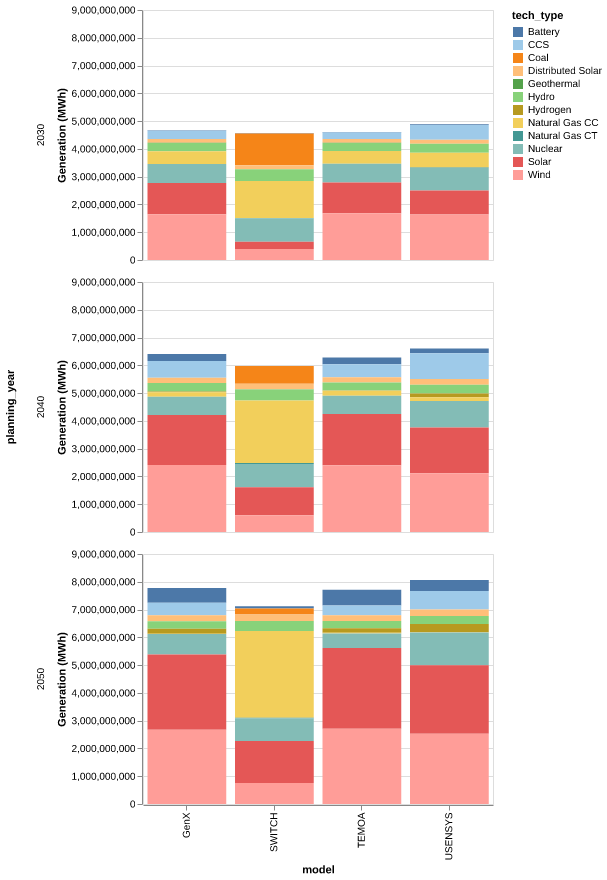 tech_type
Battery
CCS
Coal
Distributed Solar
Geothermal
Hydro
Hydrogen
Natural Gas CC
Natural Gas CT
Nuclear
Solar
Wind
planning_year
2030
Generation (MWh)
9,000,000,000
8,000,000,000
7,000,000,000
6,000,000,000
5,000,000,000
4,000,000,000
3,000,000,000
2,000,000,000
1,000,000,000
0
2040
Generation (MWh)
9,000,000,000
8,000,000,000
7,000,000,000
6,000,000,000
5,000,000,000
4,000,000,000
3,000,000,000
2,000,000,000
1,000,000,000
0
2050
Generation (MWh)
9,000,000,000
8,000,000,000
7,000,000,000
6,000,000,000
5,000,000,000
4,000,000,000
3,000,000,000
2,000,000,000
1,000,000,000
0
GenX
SWITCH
TEMOA
USENSYS
model